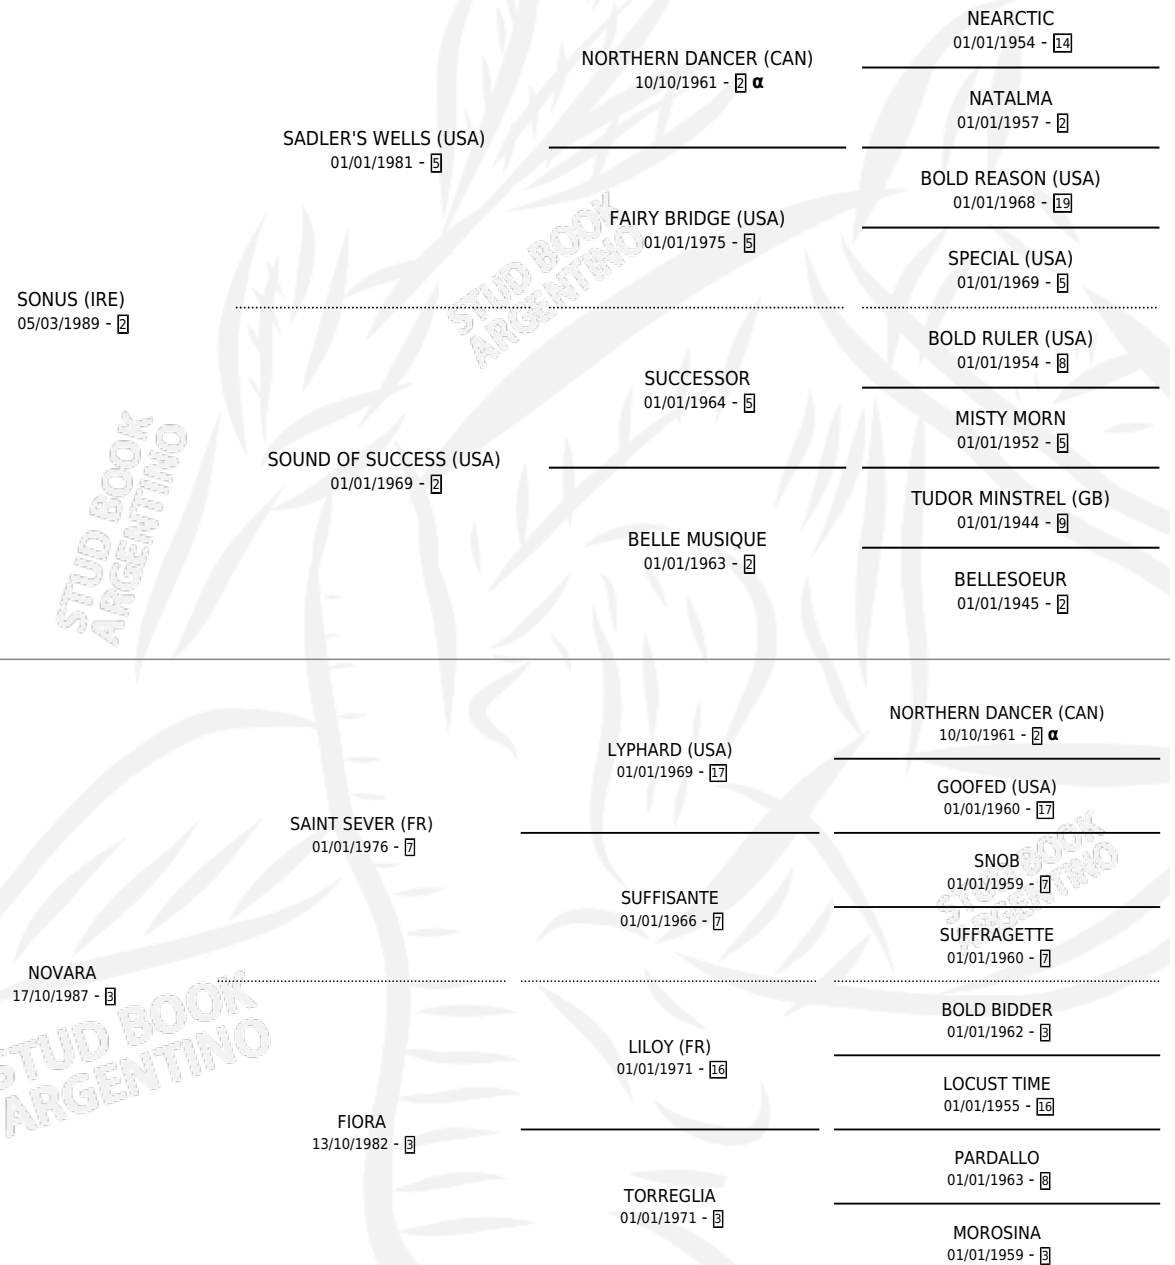 NEARCTIC
01/01/1954 - 14
NORTHERN DANCER (CAN)
10/10/1961 - 2 α
NATALMA
01/01/1957 - 2
SADLER'S WELLS (USA)
01/01/1981 - 5
BOLD REASON (USA)
01/01/1968 - 19
FAIRY BRIDGE (USA)
01/01/1975 - 5
SPECIAL (USA)
01/01/1969 - 5
SONUS (IRE)
05/03/1989 - 2
BOLD RULER (USA)
01/01/1954 - 8
SUCCESSOR
01/01/1964 - 5
MISTY MORN
01/01/1952 - 5
SOUND OF SUCCESS (USA)
01/01/1969 - 2
TUDOR MINSTREL (GB)
01/01/1944 - 9
BELLE MUSIQUE
01/01/1963 - 2
BELLESOEUR
01/01/1945 - 2
STUD BOOK
ARGENTINO
STUD BOOK
ARGENTINO
NORTHERN DANCER (CAN)
10/10/1961 - 2 α
LYPHARD (USA)
01/01/1969 - 17
GOOFED (USA)
01/01/1960 - 17
SAINT SEVER (FR)
01/01/1976 - 7
SNOB
01/01/1959 - 7
SUFFISANTE
01/01/1966 - 7
SUFFRAGETTE
01/01/1960 - 7
NOVARA
17/10/1987 - 3
BOLD BIDDER
01/01/1962 - 3
LILOY (FR)
01/01/1971 - 16
LOCUST TIME
01/01/1955 - 16
FIORA
13/10/1982 - 3
PARDALLO
01/01/1963 - 8
TORREGLIA
01/01/1971 - 3
MOROSINA
01/01/1959 - 3
STUD BOOK
ARGENTINO
STUD BOOK
ARGENTINO